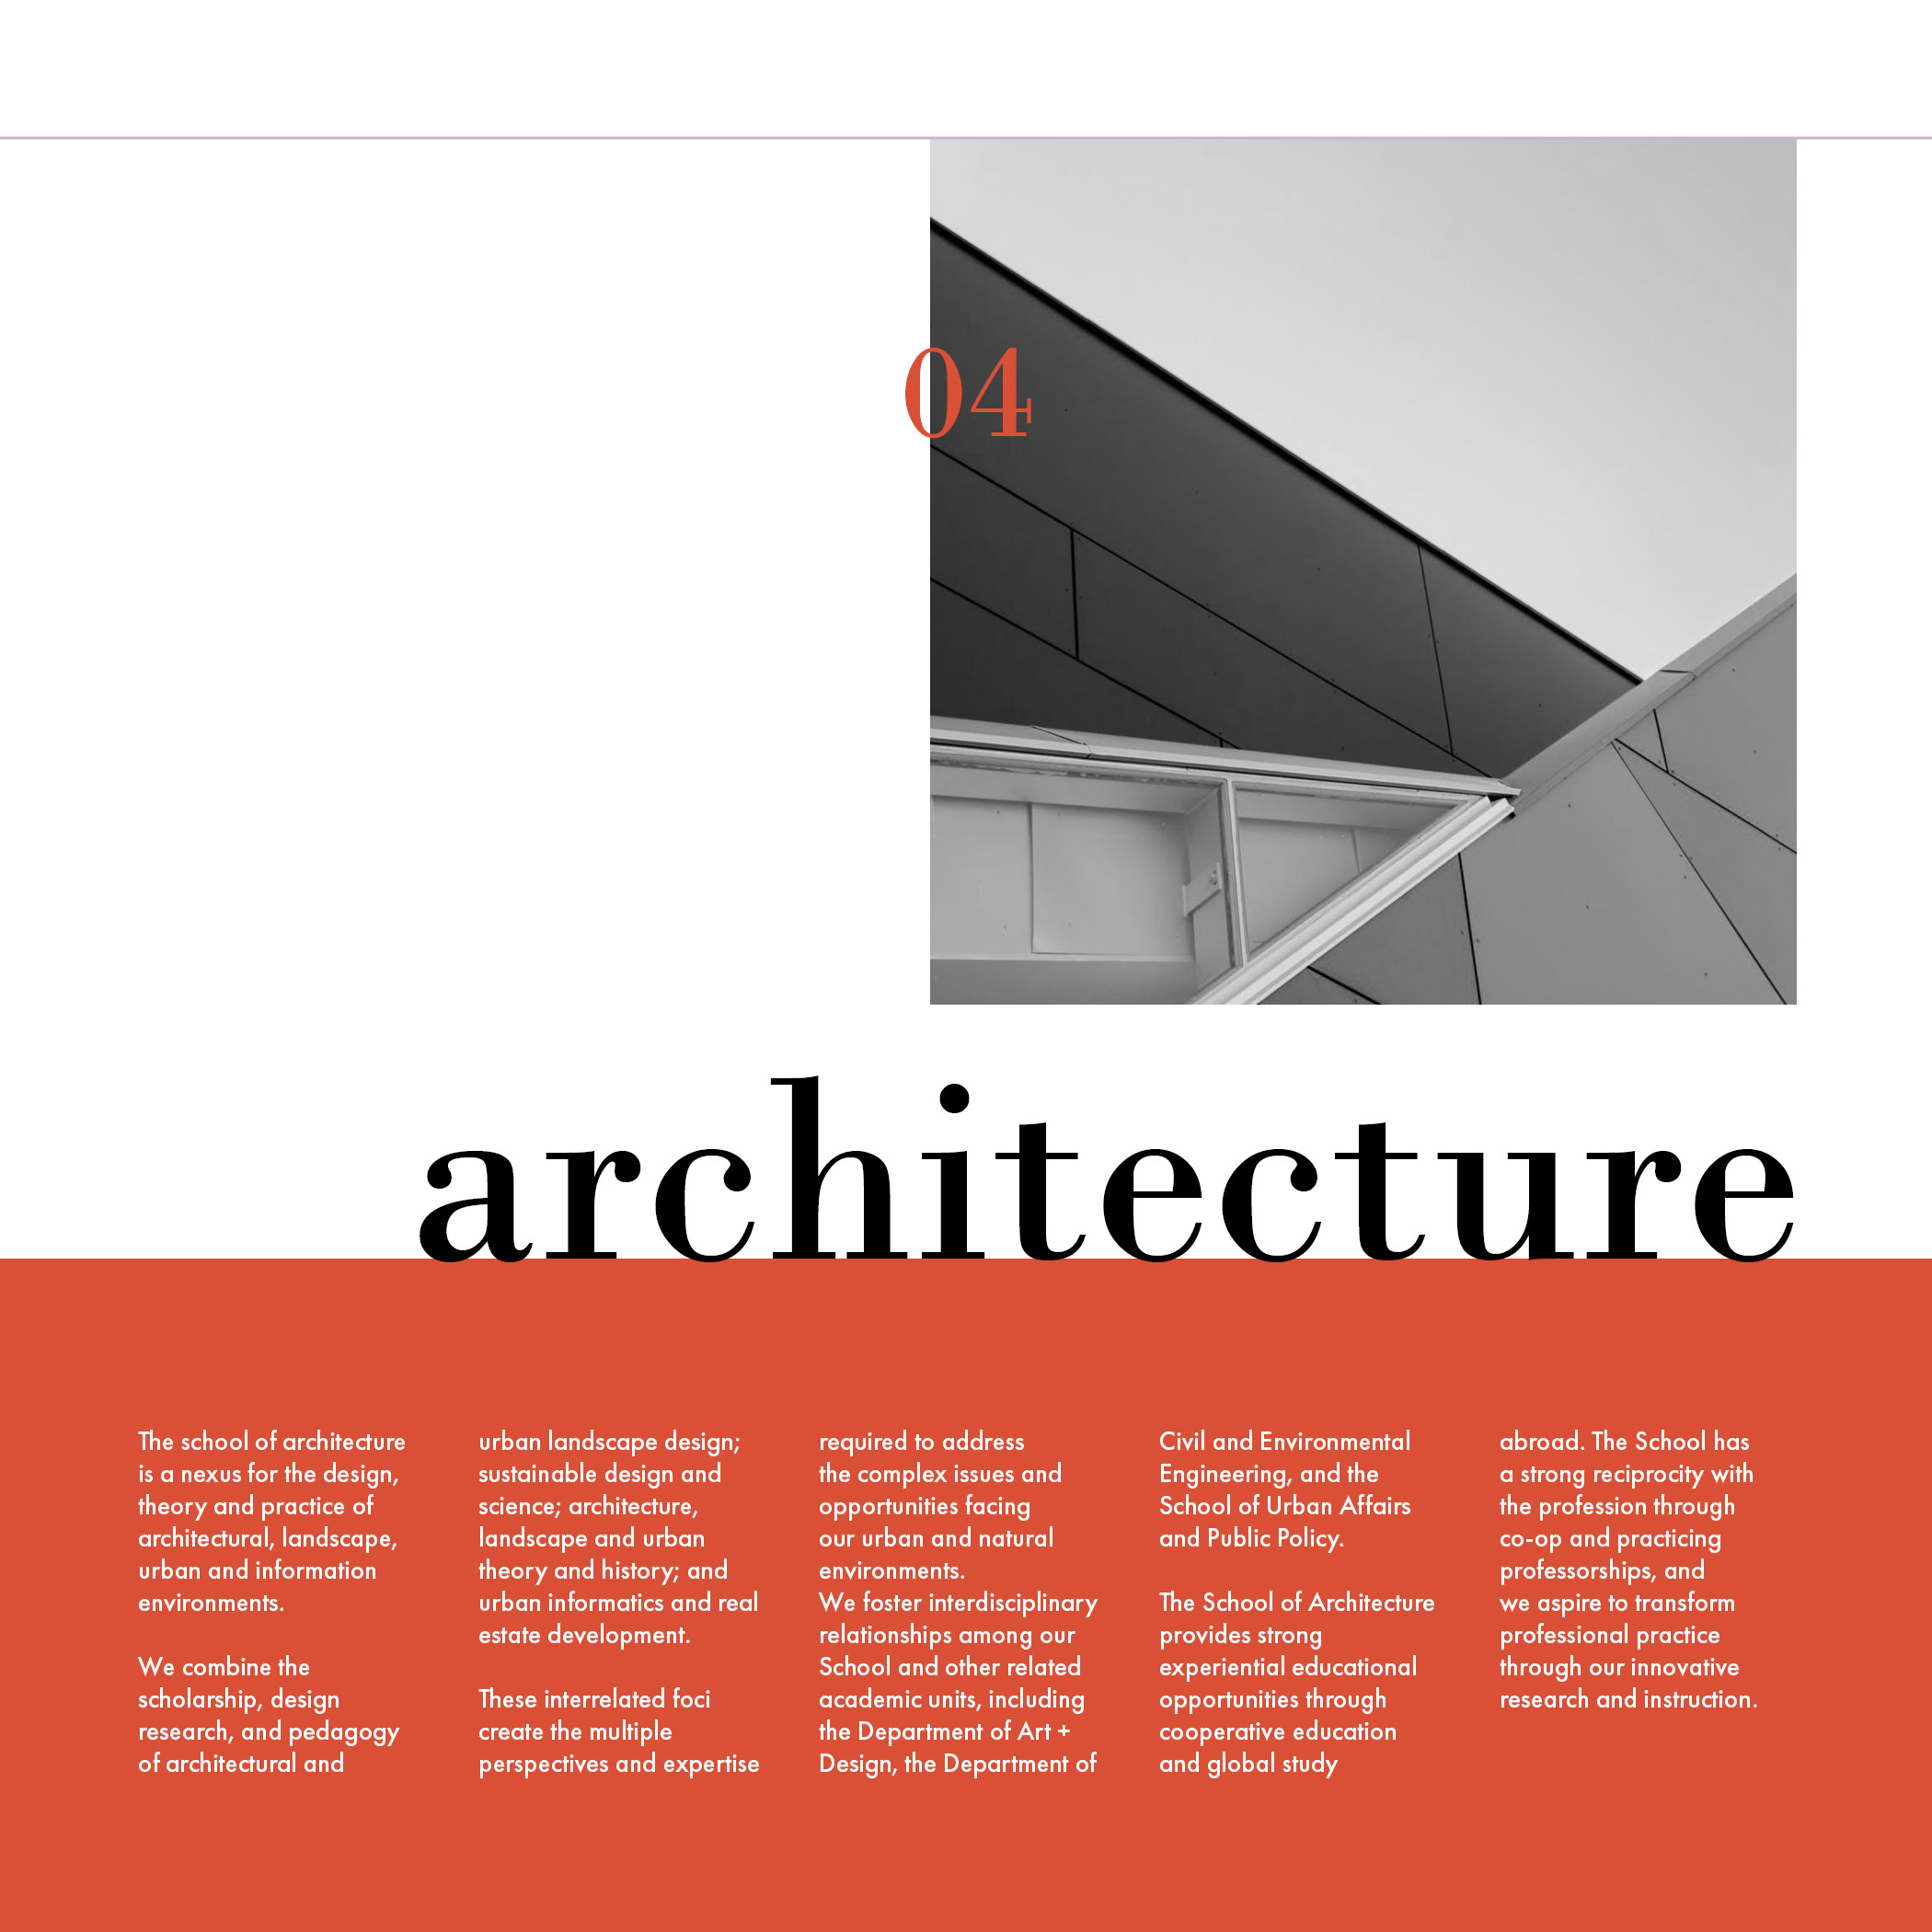 04
architecture
The school of architecture
is a nexus for the design,
theory and practice of
architectural, landscape,
urban and information
environments.
We combine the
scholarship, design
research, and pedagogy
of architectural and
urban landscape design;
sustainable design and
science; architecture,
landscape and urban
theory and history; and
urban informatics and real
estate development.
These interrelated foci
create the multiple
perspectives and expertise
required to address
the complex issues and
opportunities facing
our urban and natural
environments.
We foster interdisciplinary
relationships among our
School and other related
academic units, including
the Department of Art +
Design, the Department of
Civil and Environmental
Engineering, and the
School of Urban Affairs
and Public Policy.
The School of Architecture
provides strong
experiential educational
opportunities through
cooperative education
and global study
abroad. The School has
a strong reciprocity with
the profession through
co-op and practicing
professorships, and
we aspire to transform
professional practice
through our innovative
research and instruction.